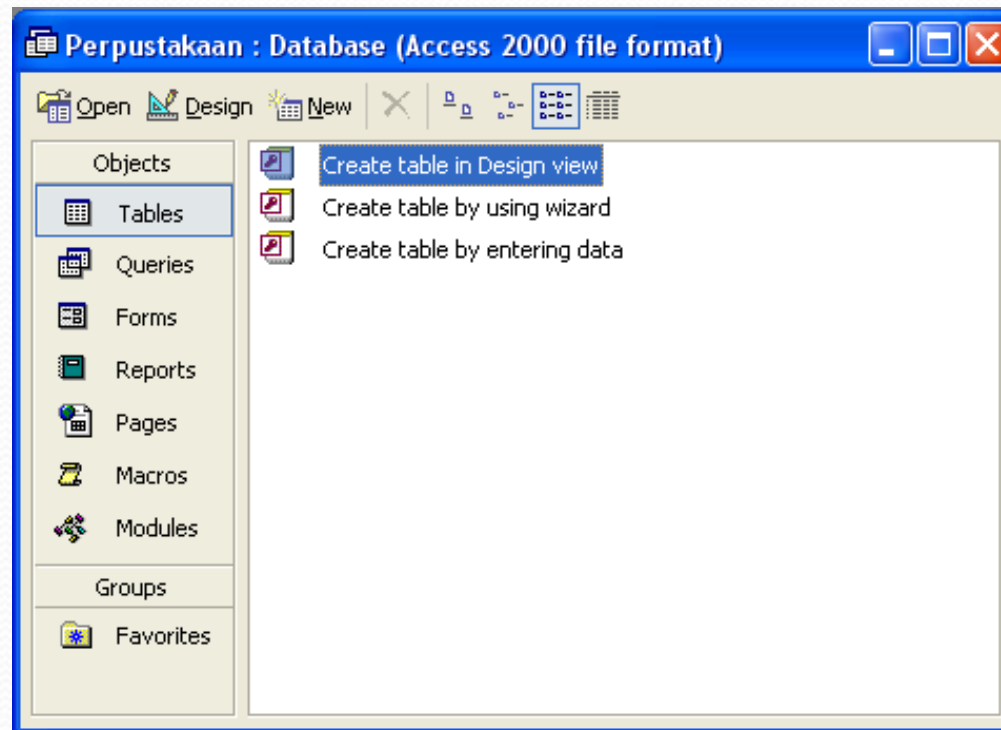 Perpustakaan : Database (Access 2000 file format)
Open Design New
Objects
Tables
Queries
Forms
Reports
Pages
Macros
Modules
Groups
Favorites
Create table in Design view
Create table by using wizard
Create table by entering data